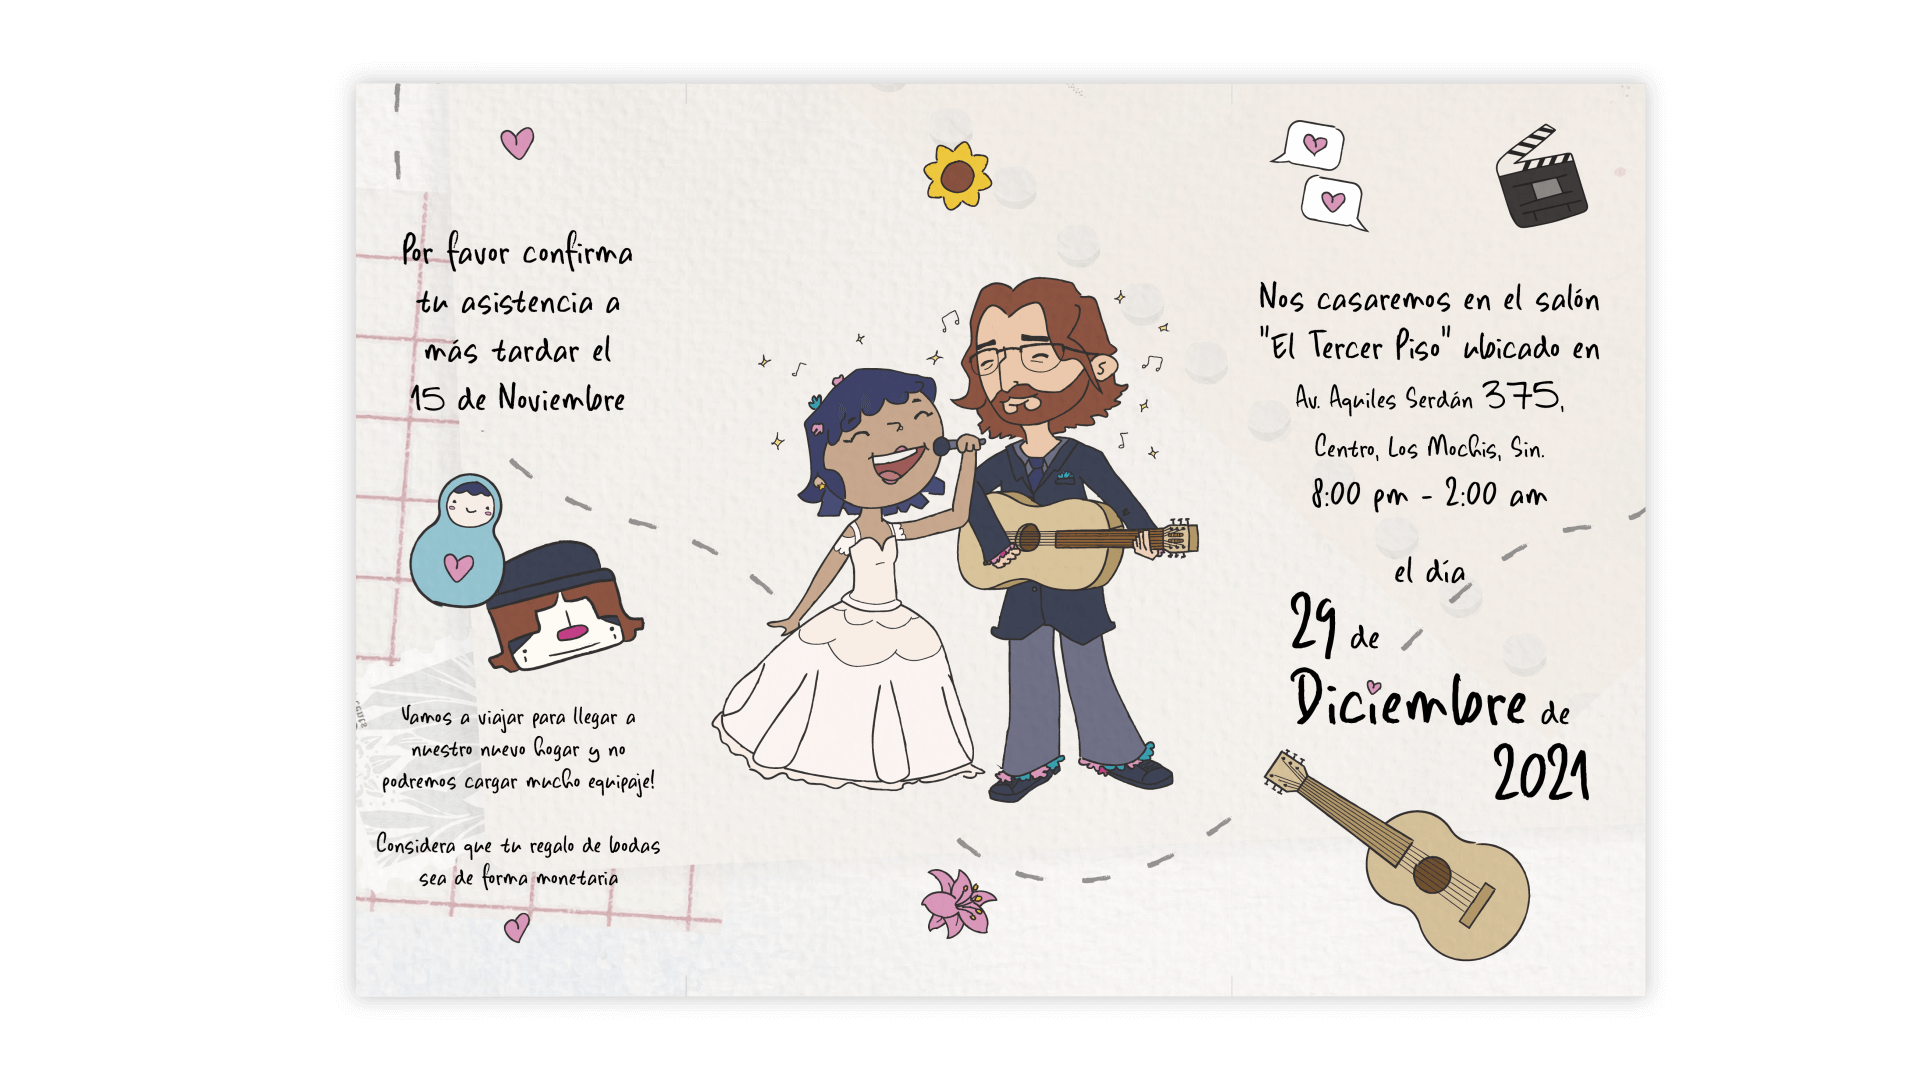 Por favor confirma
tu asistencia a
más tardar el
15 de Noviembre
Vamos a viajar para llegar a
nuestro nuevo hogar y no
podremos cargar mucho equipaje!
Considera que tu regalo de bodas
sea de forma monetaria
Nos casaremos en el salón
"El Tercer Piso" ubicado en
Av. Aquiles Serdán 375,
Centro, Los Mochis, Sin.
8:00 pm - 2:00 am
el día
29 de
Diciembre de
2021